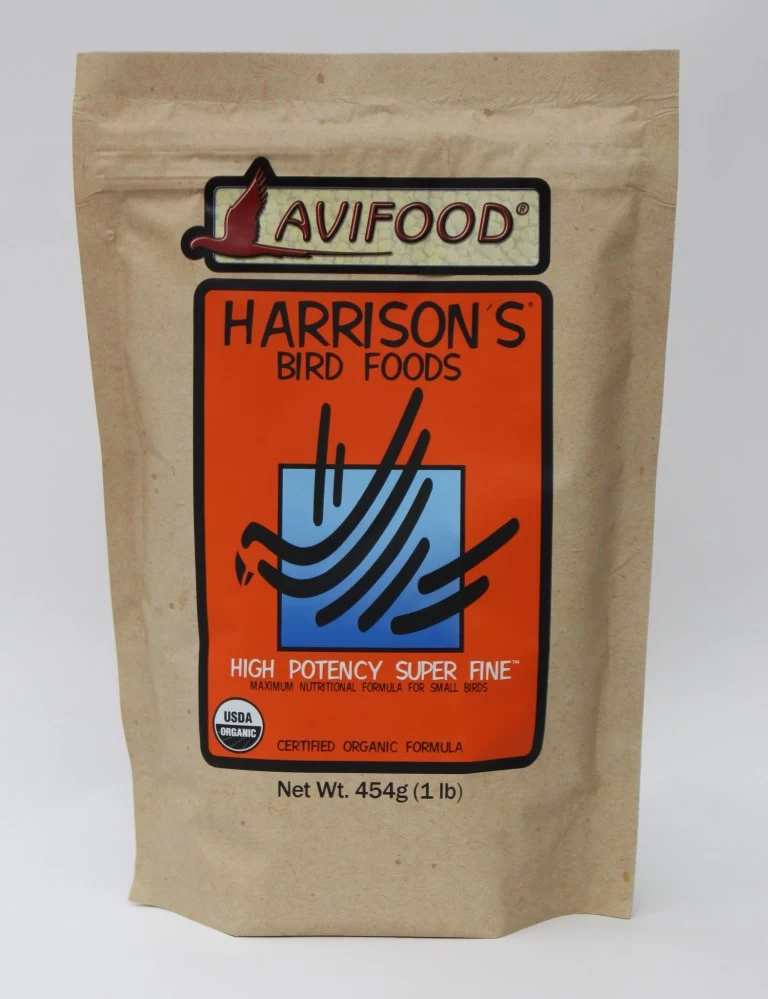 AVIFOOD®
HARRISON'S®
BIRD FOODS
HIGH POTENCY SUPER FINE™
MAXIMUM NUTRITIONAL FORMULA FOR SMALL BIRDS
USDA
ORGANIC
CERTIFIED ORGANIC FORMULA
Net Wt. 454g (1 lb)